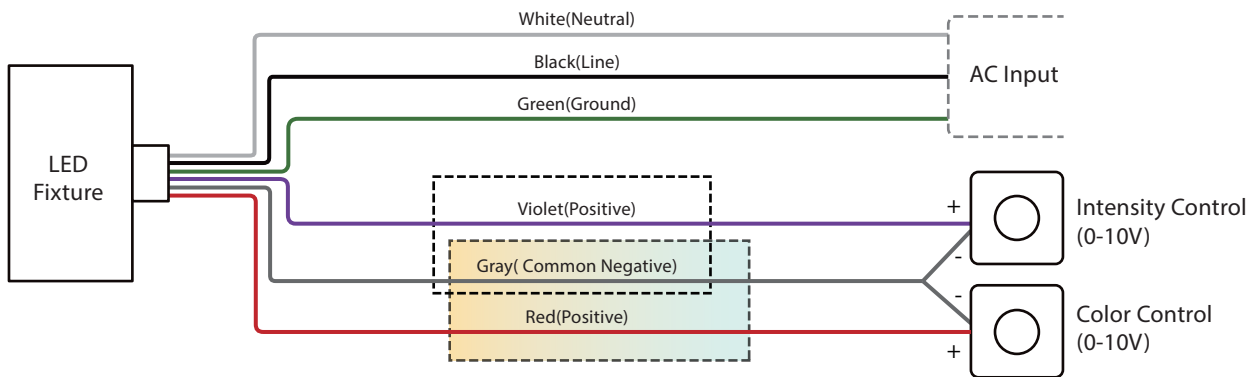 White(Neutral)
Black(Line)
AC Input
Green(Ground)
LED
Fixture
Violet(Positive)
+
Intensity Control
(0-10V)
-
Gray( Common Negative)
-
Red(Positive)
Color Control
(0-10V)
+